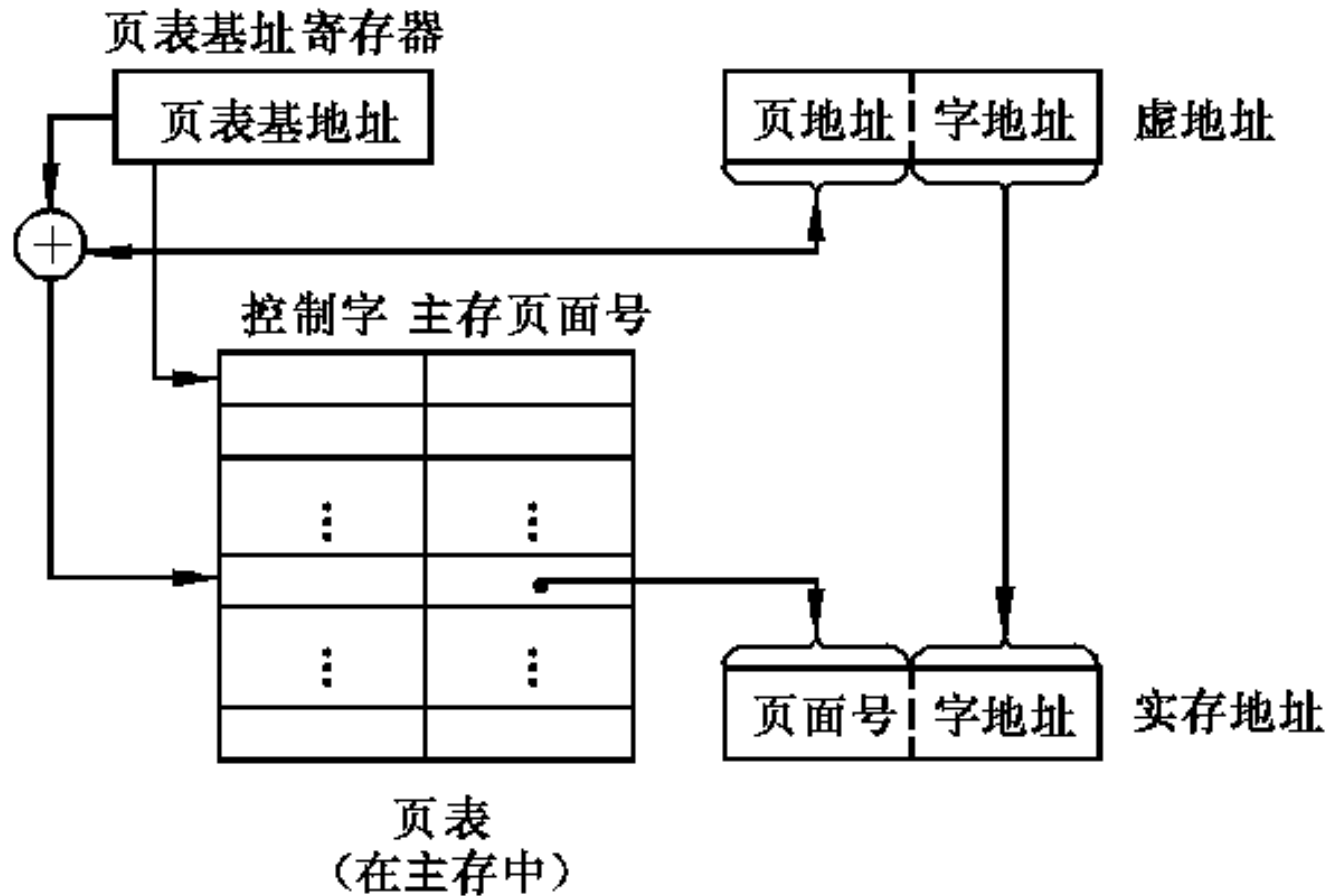 页表基址寄存器
页表基地址
页地址 字地址 虚地址
控制字 主存页面号
页面号 字地址 实存地址
页表
（在主存中）